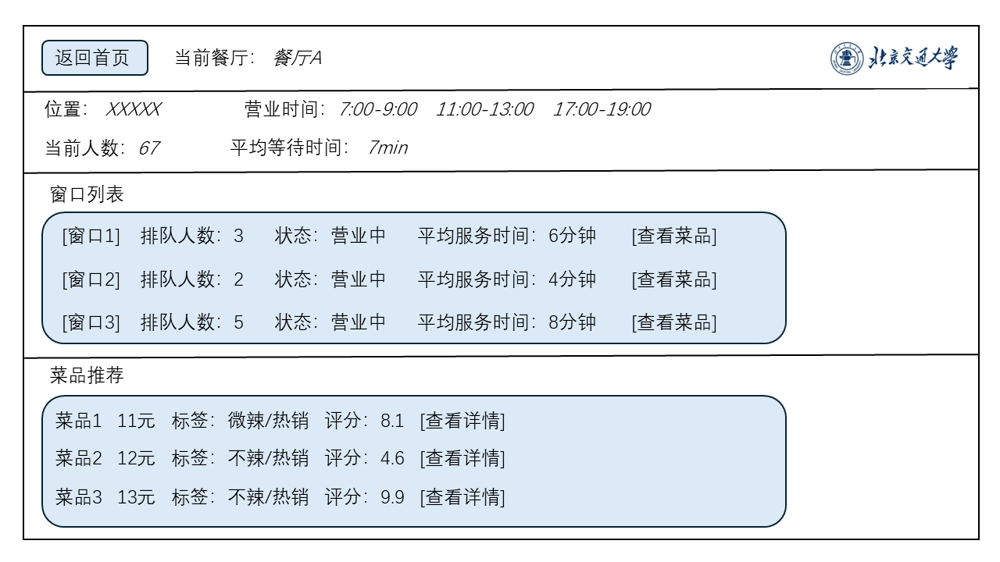 返回首页 当前餐厅： 餐厅A 北京交通大学
位置： XXXXX 营业时间：7:00-9:00 11:00-13:00 17:00-19:00
当前人数：67 平均等待时间： 7min
窗口列表
[窗口1] 排队人数：3 状态：营业中 平均服务时间：6分钟 [查看菜品]
[窗口2] 排队人数：2 状态：营业中 平均服务时间：4分钟 [查看菜品]
[窗口3] 排队人数：5 状态：营业中 平均服务时间：8分钟 [查看菜品]
菜品推荐
菜品1 11元 标签：微辣/热销 评分：8.1 [查看详情]
菜品2 12元 标签：不辣/热销 评分：4.6 [查看详情]
菜品3 13元 标签：不辣/热销 评分：9.9 [查看详情]